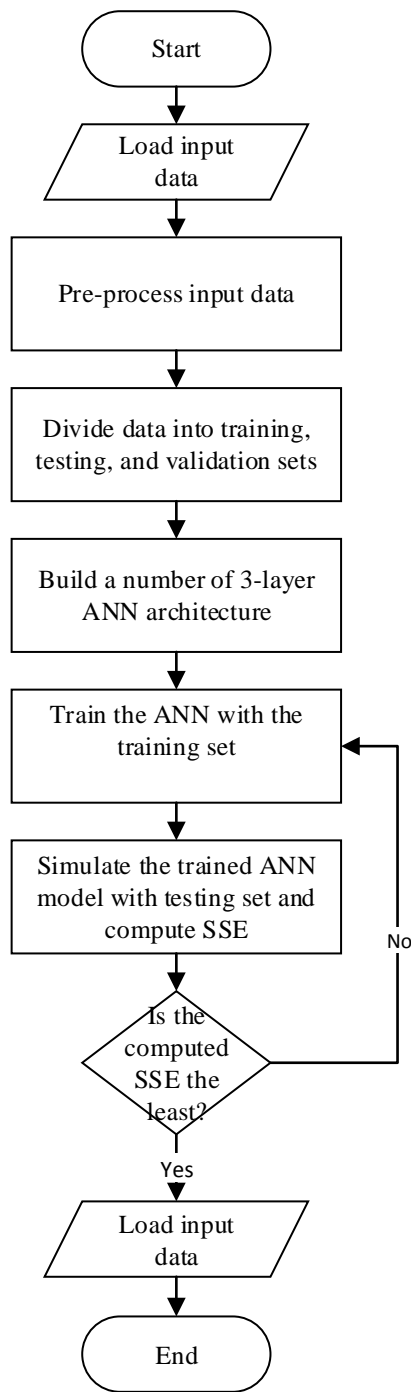 Start
Load input
data
Pre-process input data
Divide data into training,
testing, and validation sets
Build a number of 3-layer
ANN architecture
Train the ANN with the
training set
Simulate the trained ANN
model with testing set and
compute SSE
No
Is the
computed
SSE the
least?
Yes
Load input
data
End